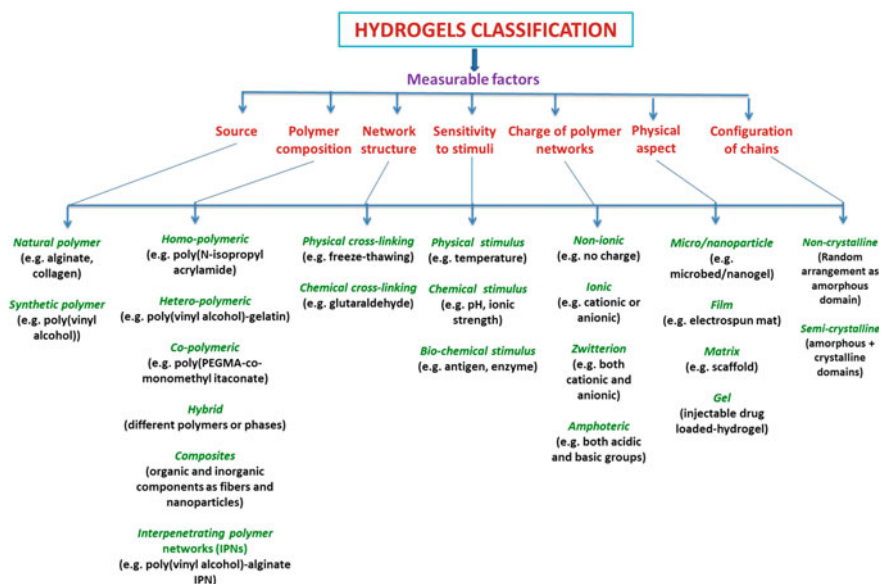 HYDROGELS CLASSIFICATION
Measurable factors
Source
Polymer
composition
Network
structure
Sensitivity
to stimuli
Charge of polymer
networks
Physical
aspect
Configuration
of chains
Natural polymer
(e.g. alginate,
collagen)
Synthetic polymer
(e.g. poly(vinyl
alcohol))
Homo-polymeric
(e.g. poly(N-isopropyl
acrylamide)
Hetero-polymeric
(e.g. poly(vinyl alcohol)-gelatin)
Co-polymeric
(e.g. poly(PEGMA-co-
monomethyl itaconate)
Hybrid
(different polymers or phases)
Composites
(organic and inorganic
components as fibers and
nanoparticles)
Interpenetrating polymer
networks (IPNs)
(e.g. poly(vinyl alcohol)-alginate
IPN)
Physical cross-linking
(e.g. freeze-thawing)
Chemical cross-linking
(e.g. glutaraldehyde)
Physical stimulus
(e.g. temperature)
Chemical stimulus
(e.g. pH, ionic
strength)
Bio-chemical stimulus
(e.g. antigen, enzyme)
Non-ionic
(e.g. no charge)
Ionic
(e.g. cationic or
anionic)
Zwitterion
(e.g. both
cationic and
anionic)
Amphoteric
(e.g. both acidic
and basic groups)
Micro/nanoparticle
(e.g.
microbed/nanogel)
Film
(e.g. electrospun mat)
Matrix
(e.g. scaffold)
Gel
(injectable drug
loaded-hydrogel)
Non-crystalline
(Random
arrangement as
amorphous
domain)
Semi-crystalline
(amorphous +
crystalline
domains)